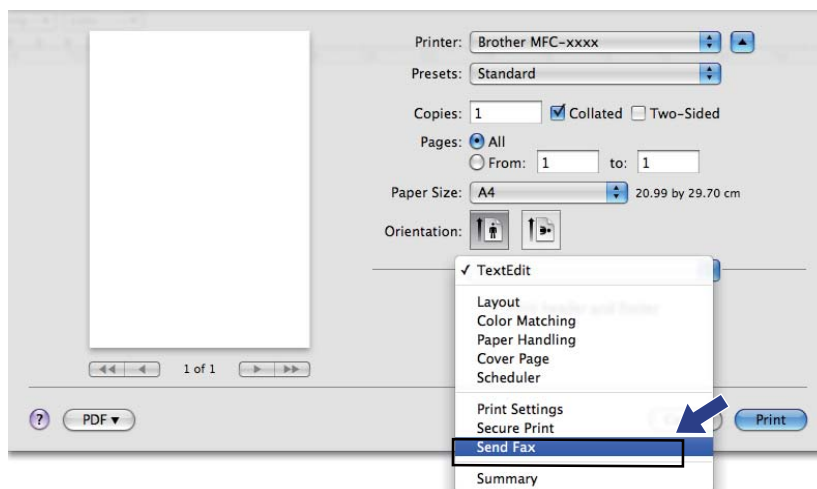 Printer: Brother MFC-xxxx
Presets: Standard
Copies: 1 Collated Two-Sided
Pages: All
From: 1 to: 1
Paper Size: A4 20.99 by 29.70 cm
Orientation:
✓ TextEdit
Layout
Color Matching
Paper Handling
Cover Page
Scheduler
1 of 1
Print Settings
Secure Print
Send Fax
Summary
? PDF ▼ Print